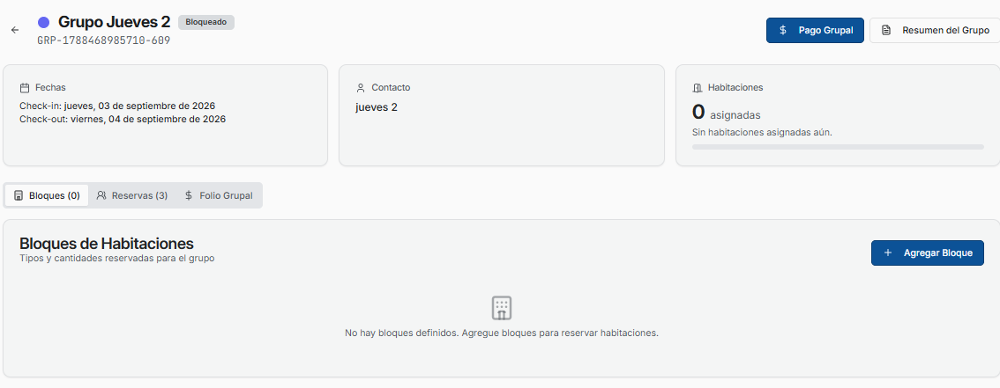 Grupo Jueves 2 Bloqueado
GRP-1788468985710-609
$ Pago Grupal
Resumen del Grupo
Fechas
Check-in: jueves, 03 de septiembre de 2026
Check-out: viernes, 04 de septiembre de 2026
Contacto
jueves 2
Habitaciones
0 asignadas
Sin habitaciones asignadas aún.
Bloques (0)
Reservas (3)
$ Folio Grupal
Bloques de Habitaciones
Tipos y cantidades reservadas para el grupo
+ Agregar Bloque
No hay bloques definidos. Agregue bloques para reservar habitaciones.